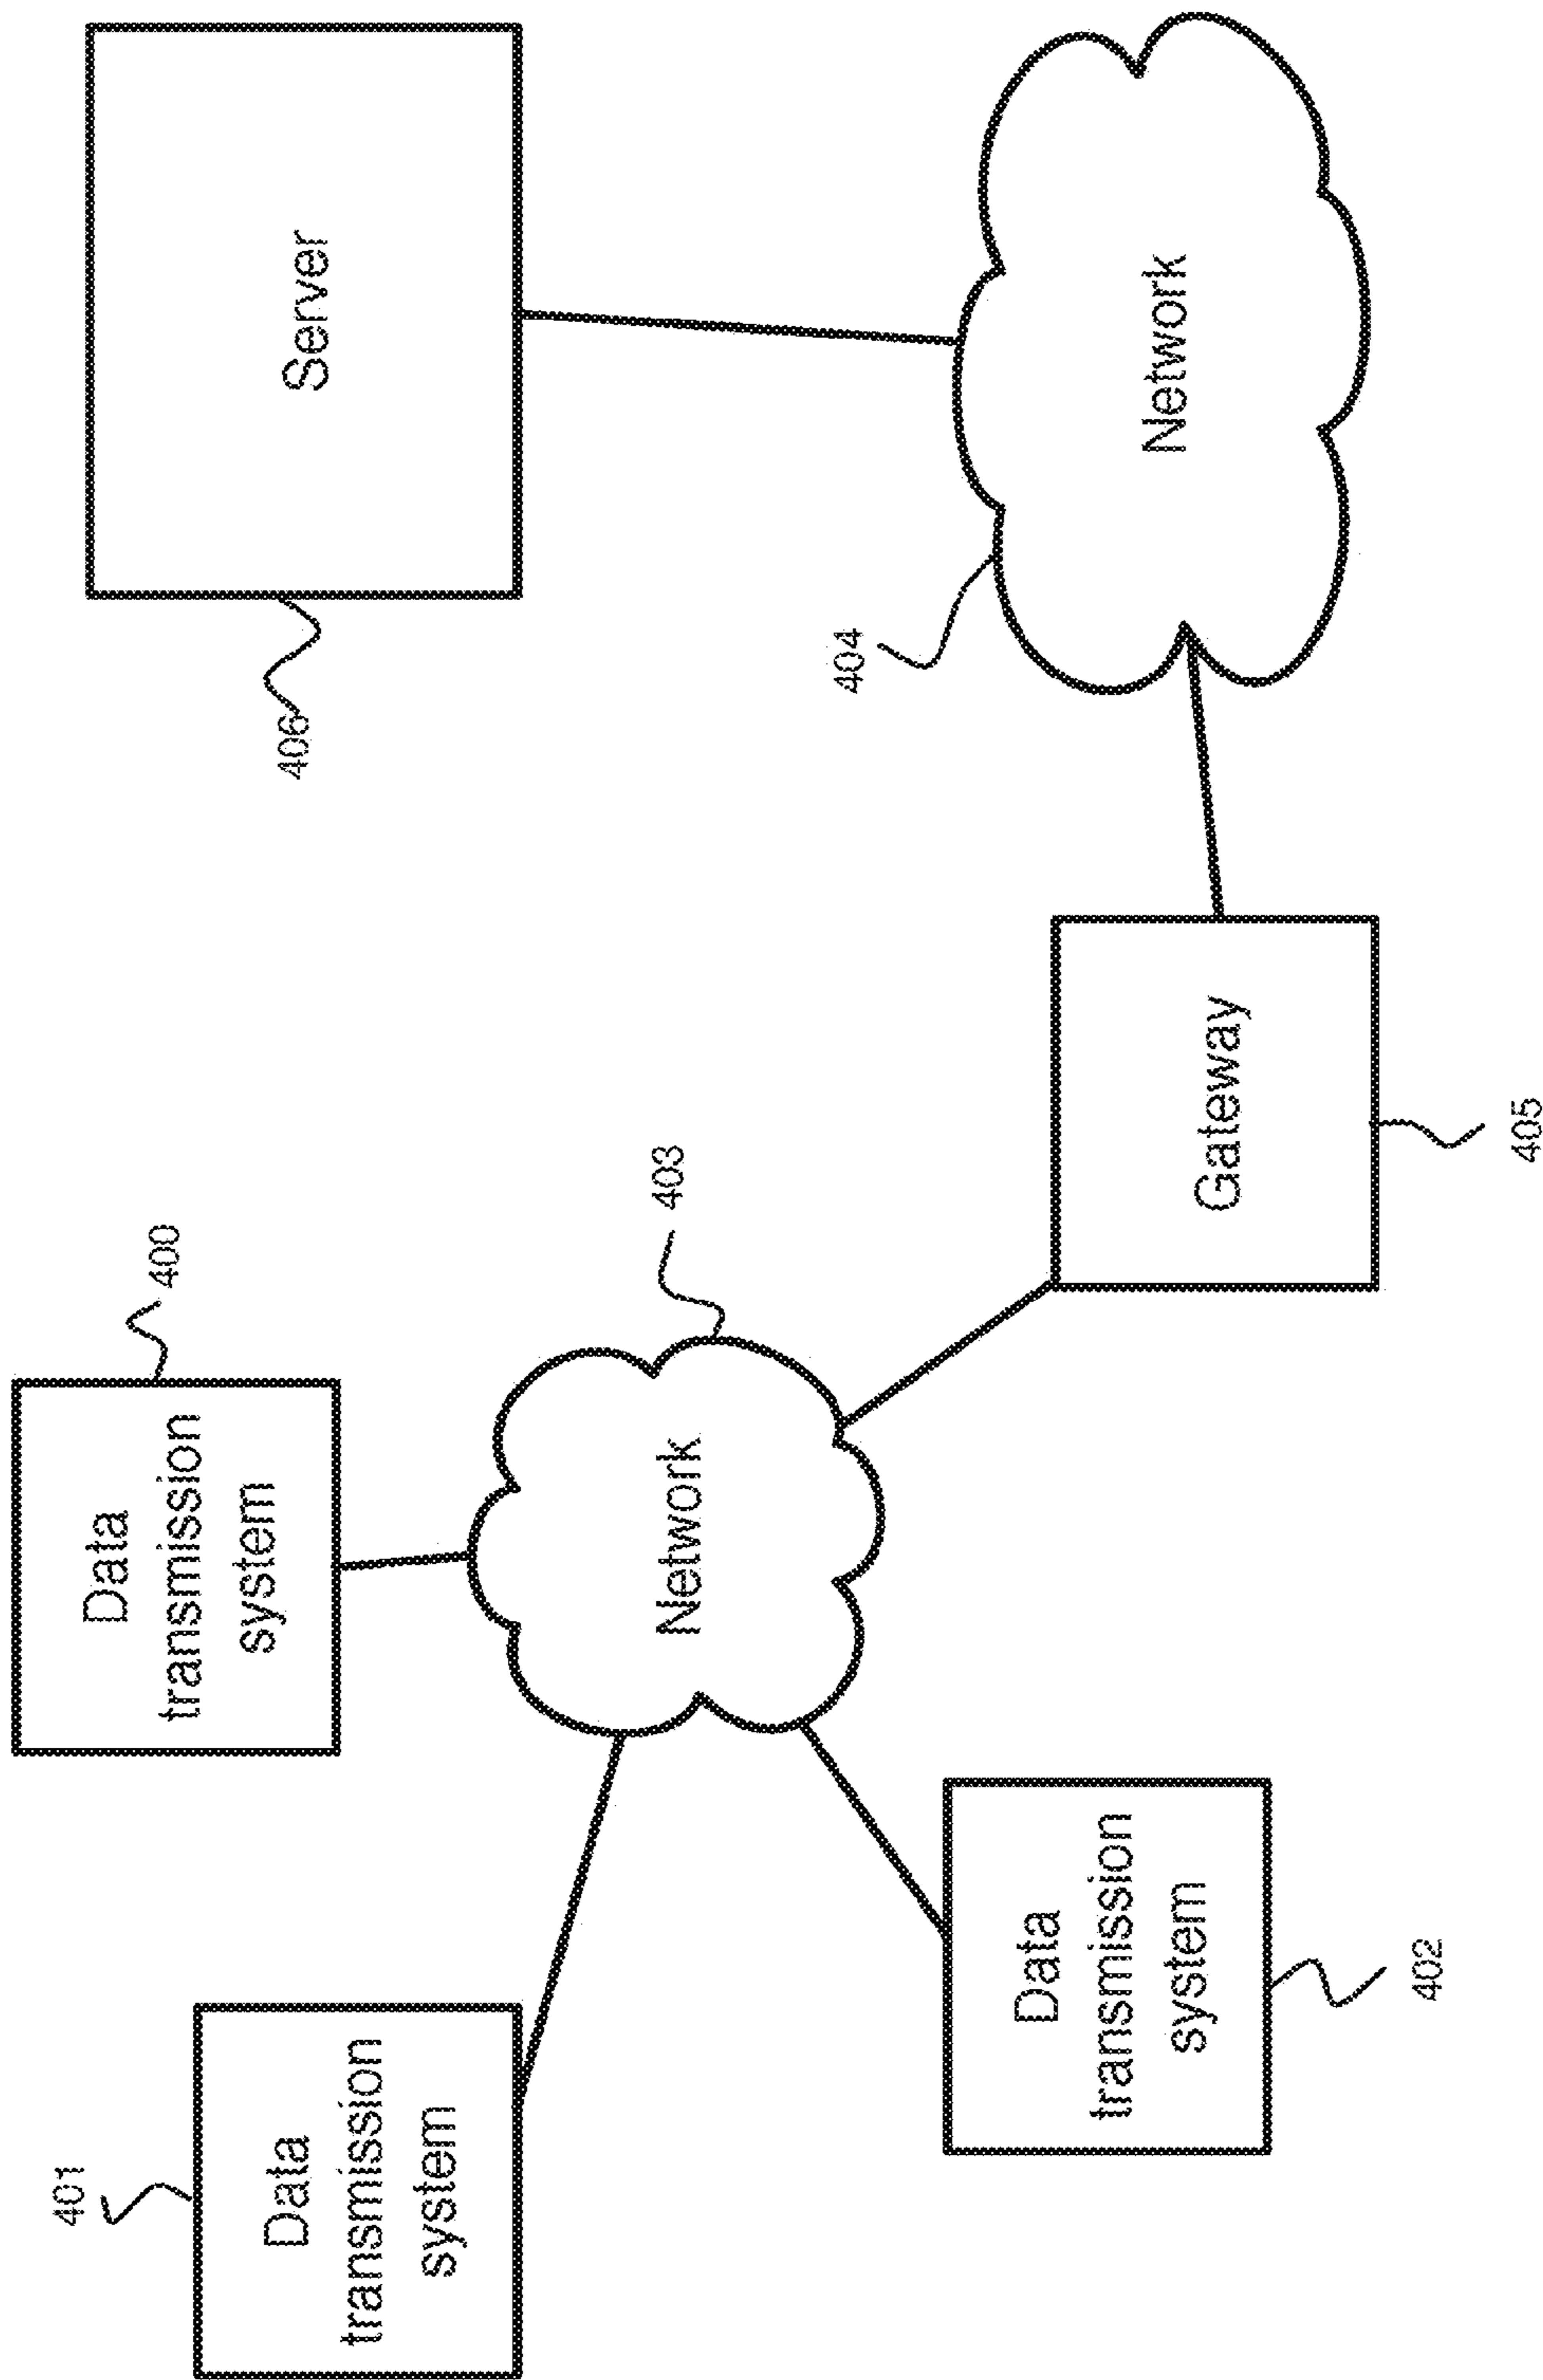 401
Data
transmission
system
Data
transmission
system
400
Data
transmission
system
402
Network
403
Gateway
405
406
Server
404
Network